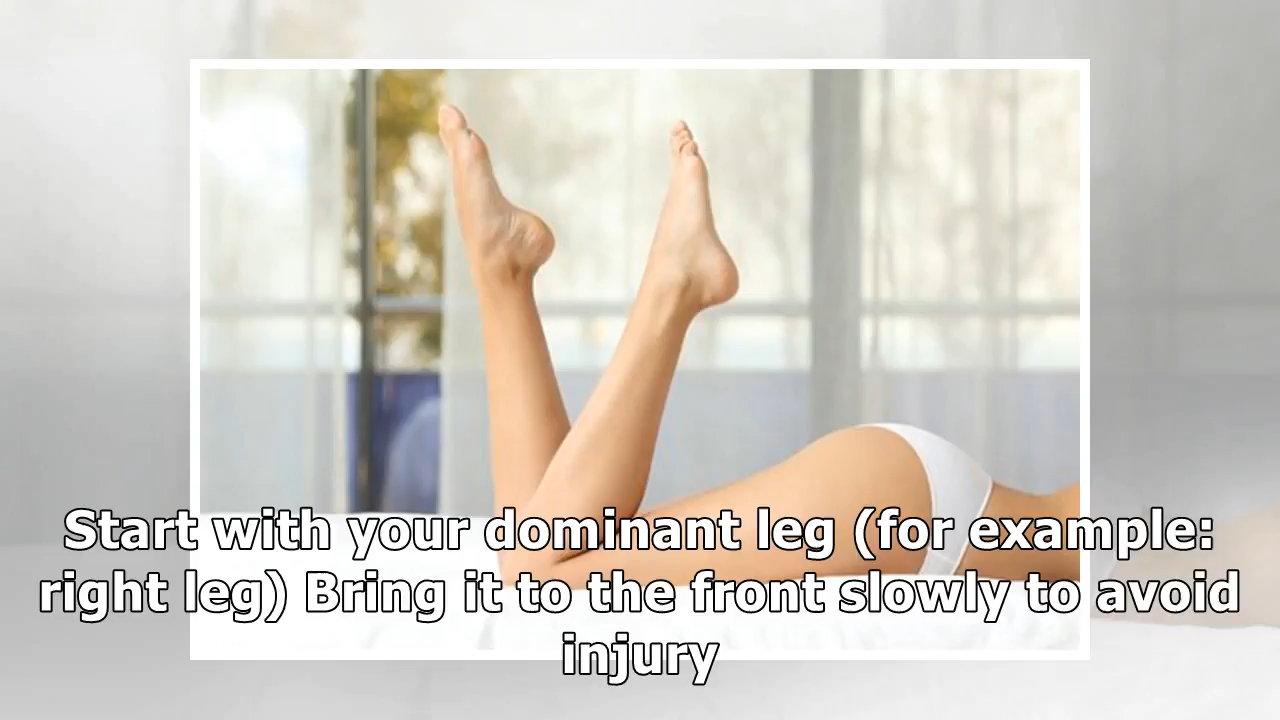 Start with your dominant leg (for example:
right leg) Bring it to the front slowly to avoid
injury